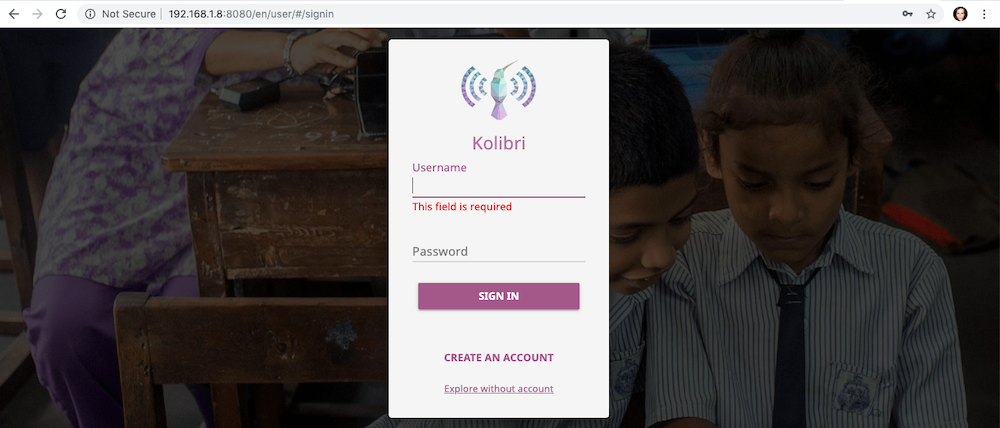 Not Secure 192.168.1.8:8080/en/user/#/signin
Kolibri
Username
This field is required
Password
SIGN IN
CREATE AN ACCOUNT
Explore without account